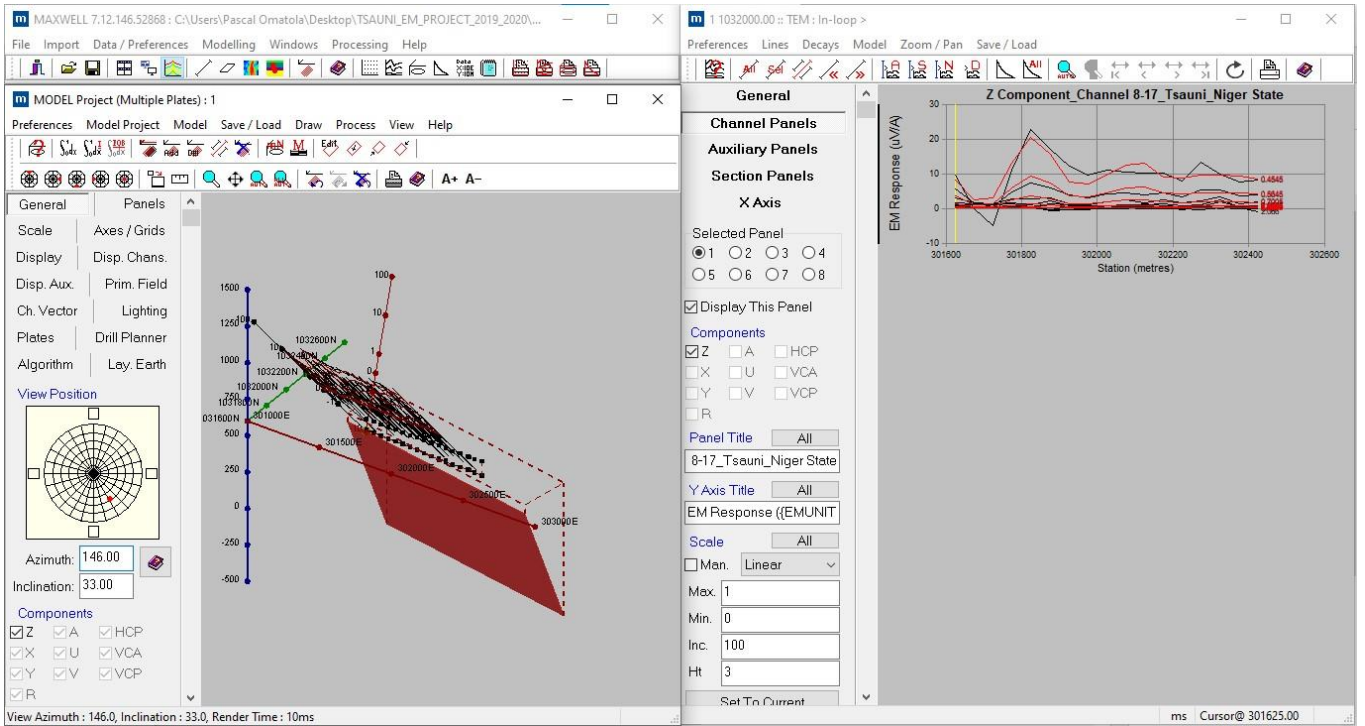 MAXWELL 7.12.146.52868 : C:\Users\Pascal Omatola\Desktop\TSAUNI_EM_PROJECT_2019_2020\...
File Import Data / Preferences Modelling Windows Processing Help
MODEL Project (Multiple Plates) : 1
Preferences Model Project Model Save / Load Draw Process View Help
Add
Edit
A+ A-
General Panels
Scale Axes / Grids
Display Disp. Chans.
Disp. Aux. Prim. Field
Ch. Vector Lighting
Plates Drill Planner
Algorithm Lay. Earth
View Position
Azimuth: 146.00
Inclination: 33.00
Components
Z A HCP
X U VCA
Y V VCP
R
1500
1250
1000
750
500
250
0
-250
-500
100
10
1
0
1032600N
1032200N
1032000N
301000E
301500E
302000E
302500E
303000E
View Azimuth : 146.0, Inclination : 33.0, Render Time : 10ms
1 1032000.00 :: TEM : In-loop >
Preferences Lines Decays Model Zoom / Pan Save / Load
All Sel
General
Channel Panels
Auxiliary Panels
Section Panels
X Axis
Selected Panel
1 2 3 4
5 6 7 8
Display This Panel
Components
Z A HCP
X U VCA
Y V VCP
R
Panel Title All
8-17_Tsauni_Niger State
Y Axis Title All
EM Response ({EMUNIT
Scale All
Man. Linear
Max. 1
Min. 0
Inc. 100
Ht 3
Set To Current
Z Component_Channel 8-17_Tsauni_Niger State
EM Response (uV/A)
30
20
10
0
-10
0.4545
301600 301800 302000 302200 302400 302600
Station (metres)
ms Cursor@ 301625.00